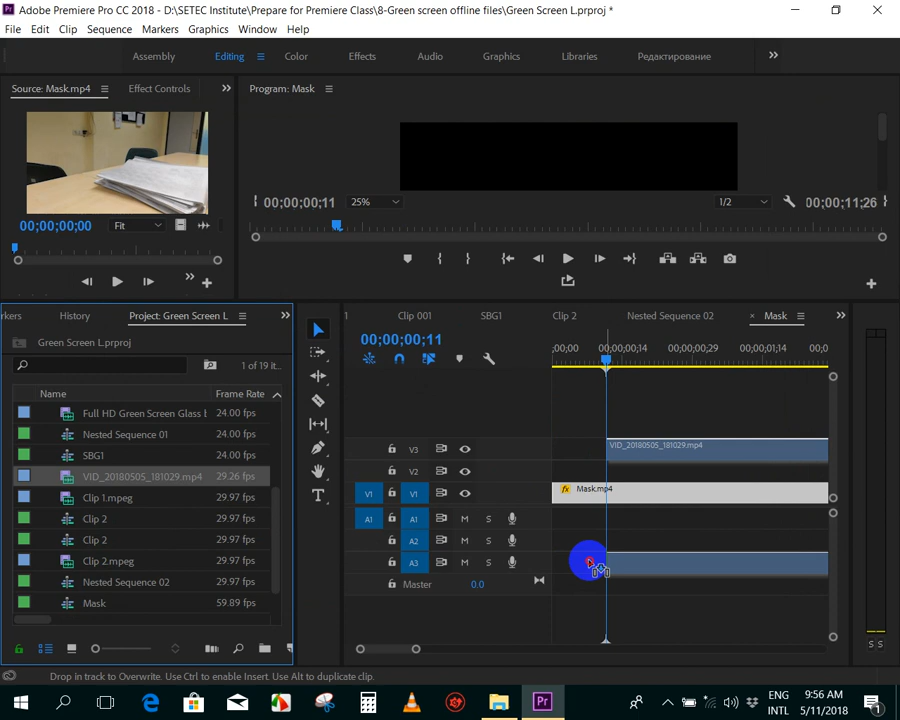 Adobe Premiere Pro CC 2018 - D:\SETEC Institute\Prepare for Premiere Class\8-Green screen offline files\Green Screen L.prproj *
File Edit Clip Sequence Markers Graphics Window Help
Assembly Editing Color Effects Audio Graphics Libraries Редактирование
Source: Mask.mp4 Effect Controls Program: Mask
00;00;00;11 25% 1/2 00;00;11;26
00;00;00;00 Fit
rkers History Project: Green Screen L 1 Clip 001 SBG1 Clip 2 Nested Sequence 02 Mask
Green Screen L.prproj 00;00;00;11
;00;00 00;00;00;14 00;00;00;29 00;00;01;14 00;0
1 of 19 it...
Name Frame Rate
Full HD Green Screen Glass b 24.00 fps
Nested Sequence 01 24.00 fps
SBG1 24.00 fps
VID_20180505_181029.mp4 29.26 fps
Clip 1.mpeg 29.97 fps
Clip 2 29.97 fps
Clip 2 29.97 fps
Clip 2.mpeg 29.97 fps
Nested Sequence 02 29.97 fps
Mask 59.89 fps
V3 VID_20180505_181029.mp4
V2
V1 V1 fx Mask.mp4
A1 A1 M S
A2 M S
A3 M S
Master 0.0
S S
Drop in track to Overwrite. Use Ctrl to enable Insert. Use Alt to duplicate clip.
Pr
ENG 9:56 AM
INTL 5/11/2018
1